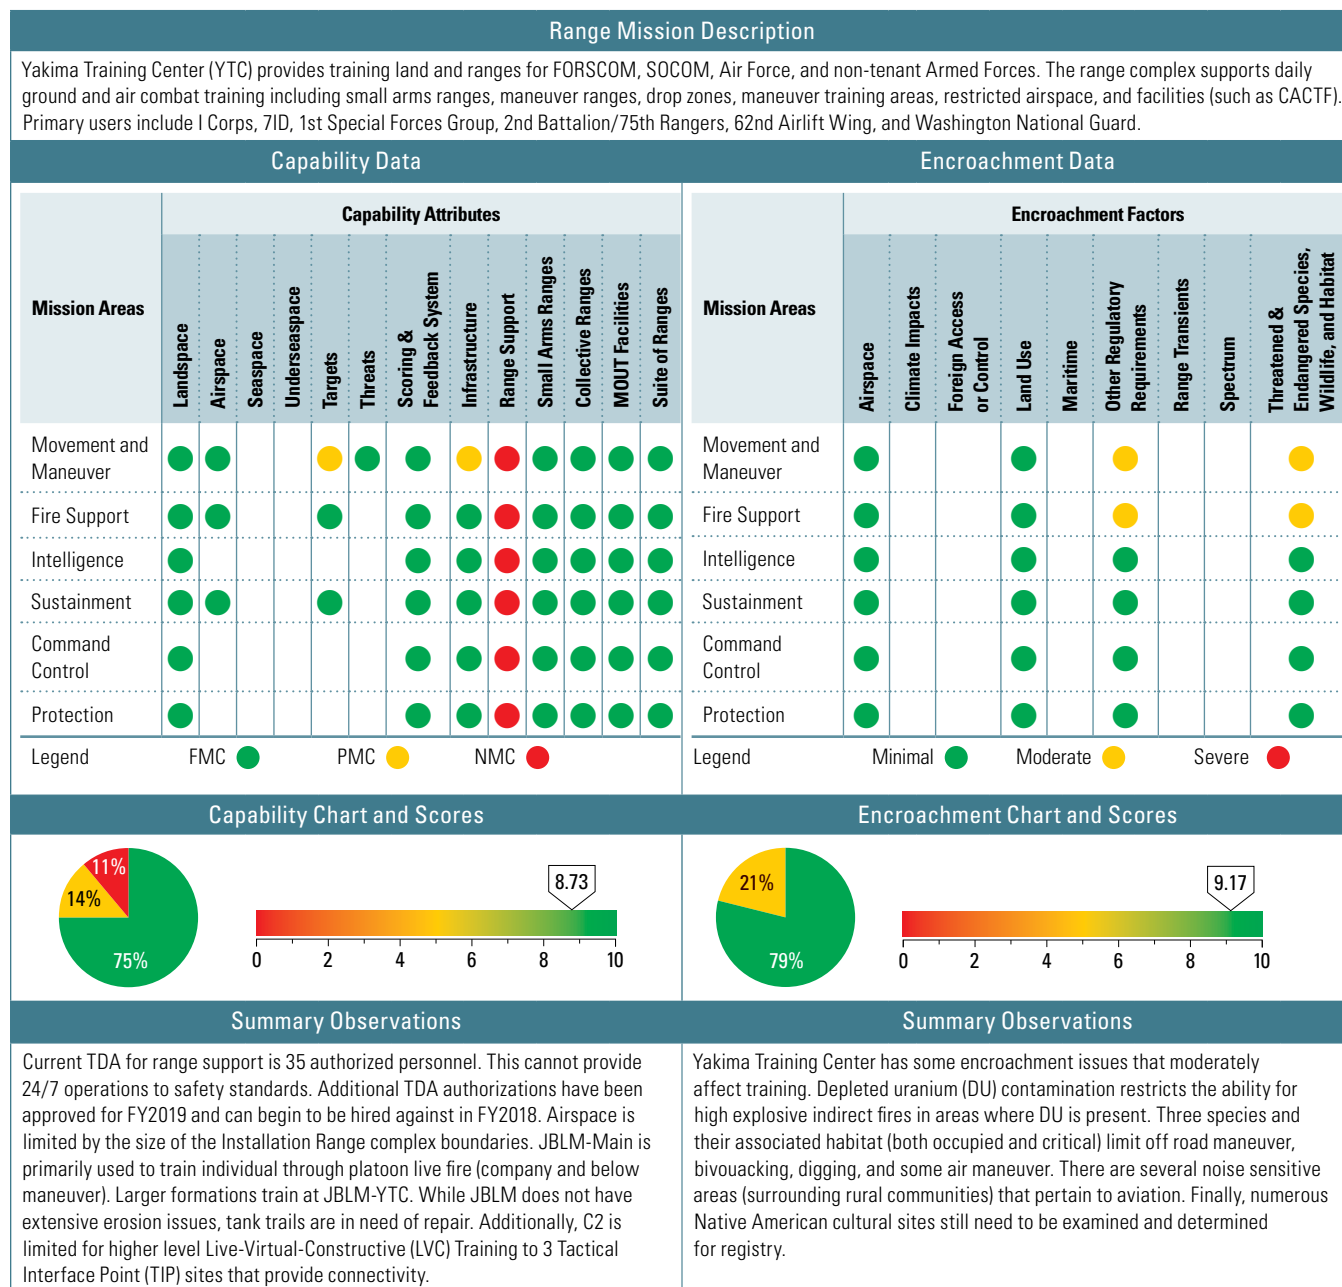 Range Mission Description
Yakima Training Center (YTC) provides training land and ranges for FORSCOM, SOCOM, Air Force, and non-tenant Armed Forces. The range complex supports daily
ground and air combat training including small arms ranges, maneuver ranges, drop zones, maneuver training areas, restricted airspace, and facilities (such as CACTF).
Primary users include I Corps, 7ID, 1st Special Forces Group, 2nd Battalion/75th Rangers, 62nd Airlift Wing, and Washington National Guard.
Capability Data
Mission Areas
Capability Attributes
Landspace
Airspace
Seaspace
Underseaspace
Targets
Threats
Scoring &
Feedback System
Infrastructure
Range Support
Small Arms Ranges
Collective Ranges
MOUT Facilities
Suite of Ranges
Movement and
Maneuver
Fire Support
Intelligence
Sustainment
Command
Control
Protection
Legend
FMC
PMC
NMC
Encroachment Data
Mission Areas
Encroachment Factors
Airspace
Climate Impacts
Foreign Access
or Control
Land Use
Maritime
Other Regulatory
Requirements
Range Transients
Spectrum
Threatened &
Endangered Species,
Wildlife, and Habitat
Movement and
Maneuver
Fire Support
Intelligence
Sustainment
Command
Control
Protection
Legend
Minimal
Moderate
Severe
Capability Chart and Scores
11%
14%
75%
8.73
0 2 4 6 8 10
Encroachment Chart and Scores
21%
79%
9.17
0 2 4 6 8 10
Summary Observations
Current TDA for range support is 35 authorized personnel. This cannot provide
24/7 operations to safety standards. Additional TDA authorizations have been
approved for FY2019 and can begin to be hired against in FY2018. Airspace is
limited by the size of the Installation Range complex boundaries. JBLM-Main is
primarily used to train individual through platoon live fire (company and below
maneuver). Larger formations train at JBLM-YTC. While JBLM does not have
extensive erosion issues, tank trails are in need of repair. Additionally, C2 is
limited for higher level Live-Virtual-Constructive (LVC) Training to 3 Tactical
Interface Point (TIP) sites that provide connectivity.
Summary Observations
Yakima Training Center has some encroachment issues that moderately
affect training. Depleted uranium (DU) contamination restricts the ability for
high explosive indirect fires in areas where DU is present. Three species and
their associated habitat (both occupied and critical) limit off road maneuver,
bivouacking, digging, and some air maneuver. There are several noise sensitive
areas (surrounding rural communities) that pertain to aviation. Finally, numerous
Native American cultural sites still need to be examined and determined
for registry.